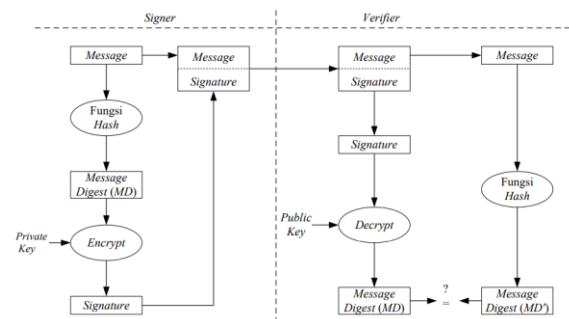 Signer
Verifier
Message
Message
Signature
Fungsi
Hash
Message
Digest (MD)
Private
Key
Encrypt
Signature
Message
Signature
Message
Signature
Public
Key
Decrypt
Fungsi
Hash
Message
Digest (MD)
?
=
Message
Digest (MD')